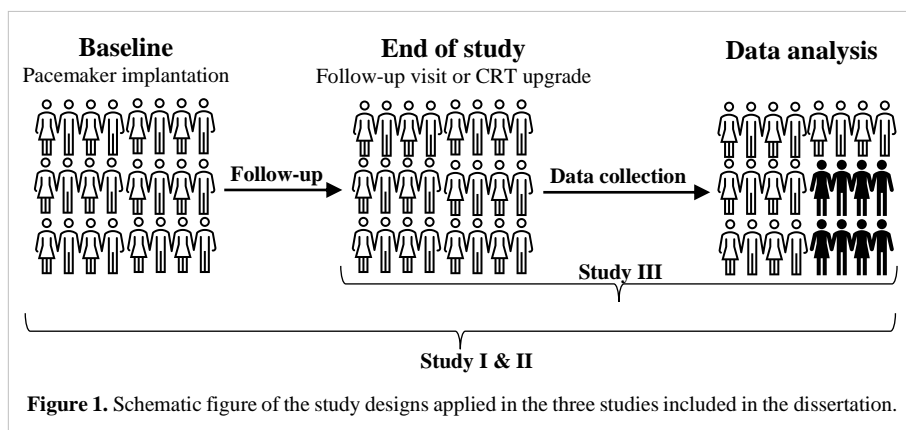 Baseline
Pacemaker implantation
End of study
Follow-up visit or CRT upgrade
Data analysis
Follow-up
Data collection
Study III
Study I & II
Figure 1. Schematic figure of the study designs applied in the three studies included in the dissertation.